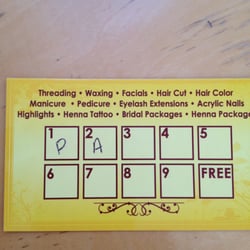 Threading • Waxing • Facials • Hair Cut • Hair Color
Manicure • Pedicure • Eyelash Extensions • Acrylic Nails
Highlights • Henna Tattoo • Bridal Packages • Henna Package
1 2 3 4 5
P A
6 7 8 9 FREE